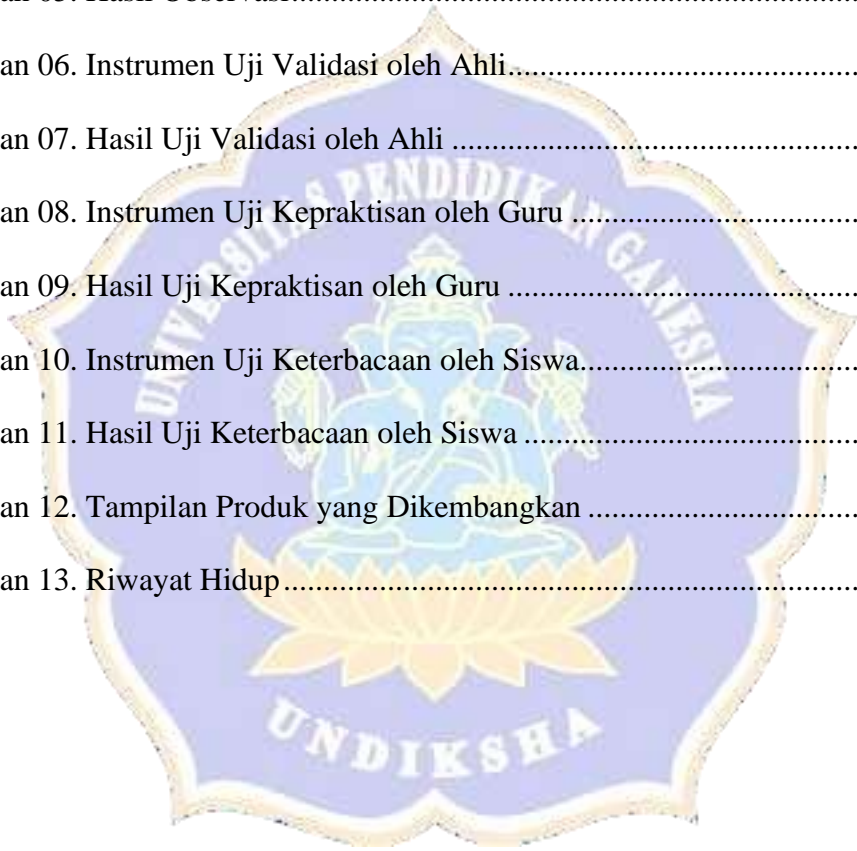 an 05. Hasil Observasi....................................................................
an 06. Instrumen Uji Validasi oleh Ahli.............................................
an 07. Hasil Uji Validasi oleh Ahli ....................................................
an 08. Instrumen Uji Kepraktisan oleh Guru .....................................
an 09. Hasil Uji Kepraktisan oleh Guru .............................................
an 10. Instrumen Uji Keterbacaan oleh Siswa....................................
an 11. Hasil Uji Keterbacaan oleh Siswa ...........................................
an 12. Tampilan Produk yang Dikembangkan ...................................
an 13. Riwayat Hidup.........................................................................
UNIVERSITAS PENDIDIKAN GANESHA
UNDIKSHA